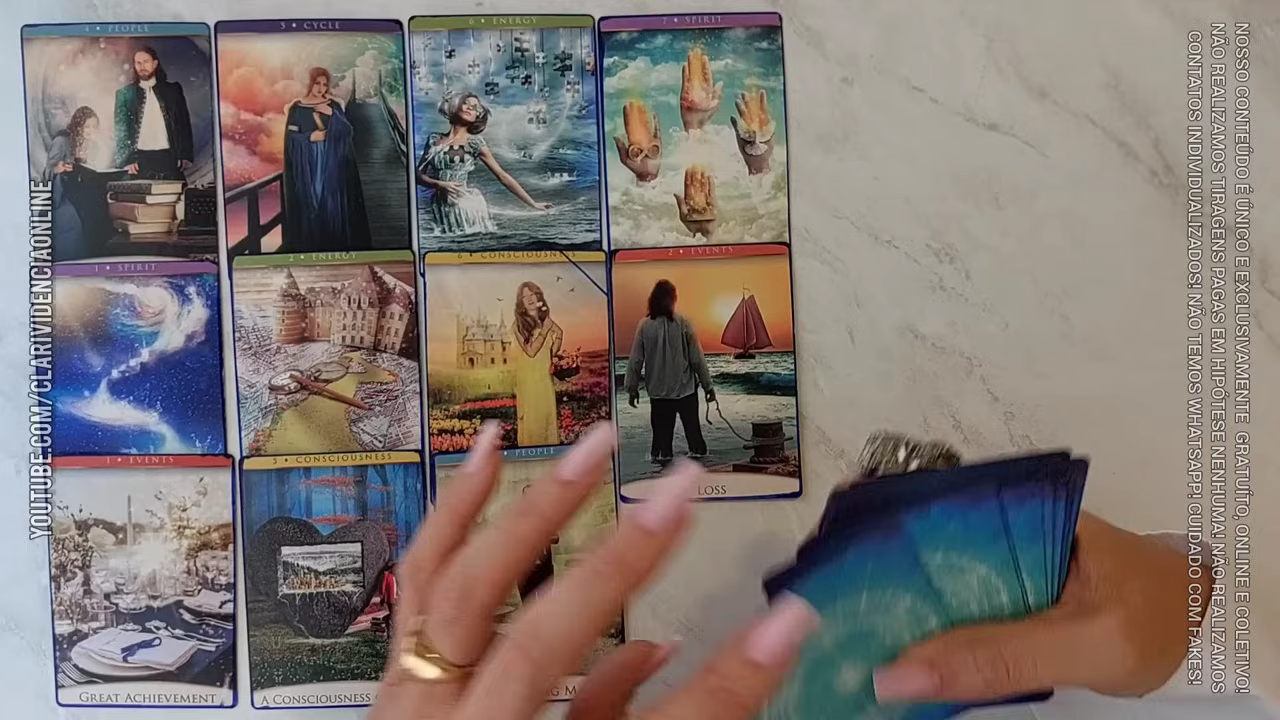 4 • PEOPLE
5 • CYCLE
6 • ENERGY
7 • SPIRIT
1 • SPIRIT
2 • ENERGY
6 • CONSCIOUSNESS
2 • EVENTS
LOSS
1 • EVENTS
5 • CONSCIOUSNESS
• PEOPLE
GREAT ACHIEVEMENT
A CONSCIOUSNESS
YOUTUBE.COM/CLARIVIDENCIAONLINE
NOSSO CONTEÚDO É ÚNICO E EXCLUSIVAMENTE GRATUÍTO, ONLINE E COLETIVO!
NÃO REALIZAMOS TIRAGENS PAGAS EM HIPÓTESE NENHUMA! NÃO REALIZAMOS
CONTATOS INDIVIDUALIZADOS! NÃO TEMOS WHATSAPP! CUIDADO COM FAKES!